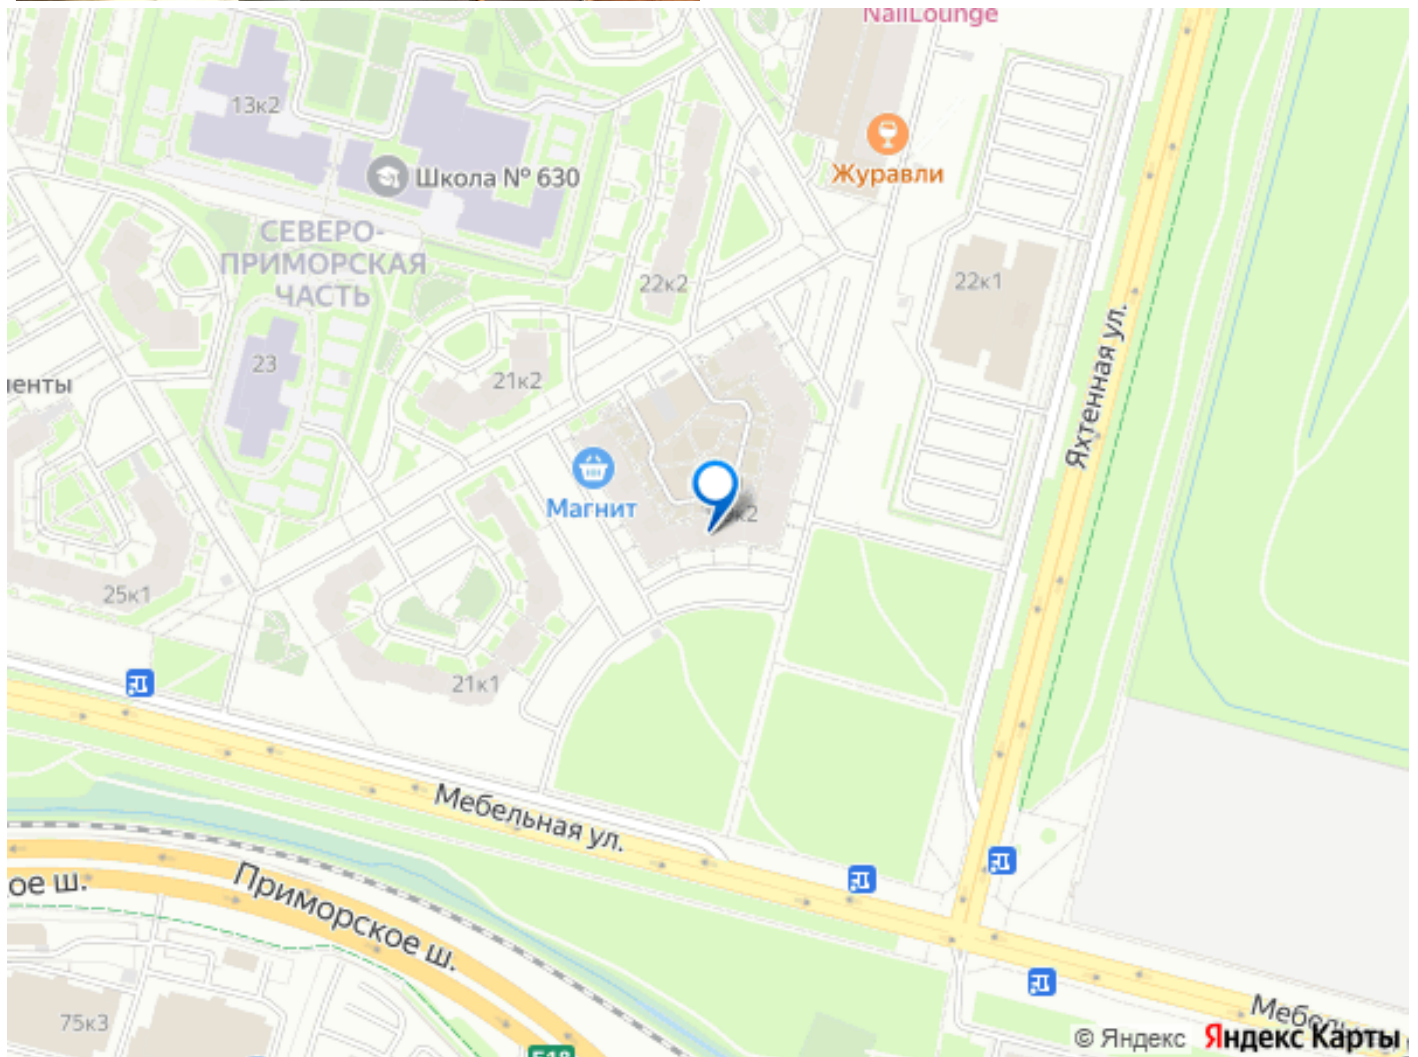 NailLounge
13к2
Журавли
Школа № 630
СЕВЕРО-
ПРИМОРСКАЯ
ЧАСТЬ
22к2
22к1
Яхтенная ул.
23
21к2
Магнит
25к1
21к1
Мебельная ул.
ое ш.
Приморское ш.
75к3
© Яндекс Яндекс Карты